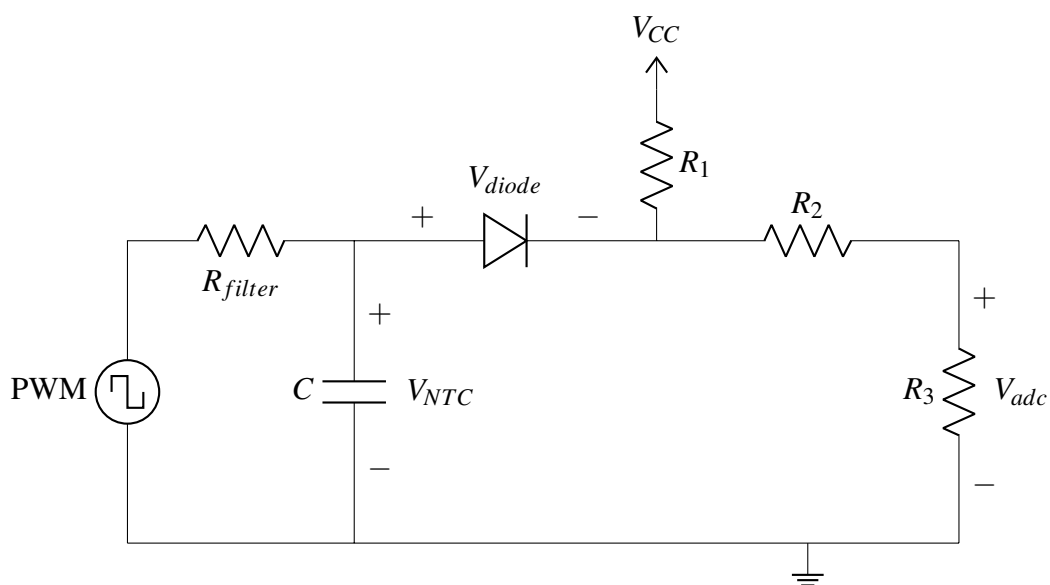 V_CC
R_1
V_diode
R_2
+
−
R_filter
+
+
PWM
C
V_NTC
R_3
V_adc
−
−